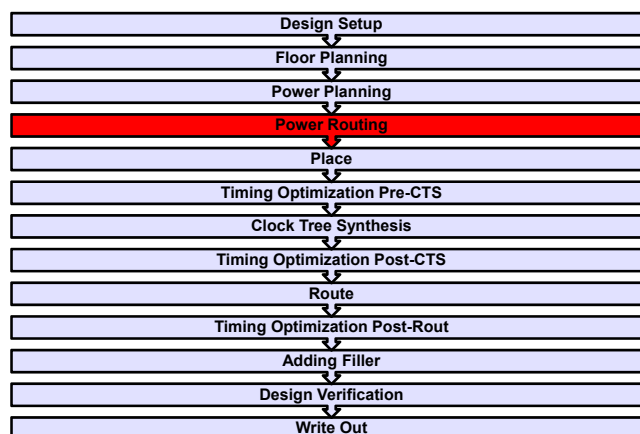 Design Setup
Floor Planning
Power Planning
Power Routing
Place
Timing Optimization Pre-CTS
Clock Tree Synthesis
Timing Optimization Post-CTS
Route
Timing Optimization Post-Rout
Adding Filler
Design Verification
Write Out